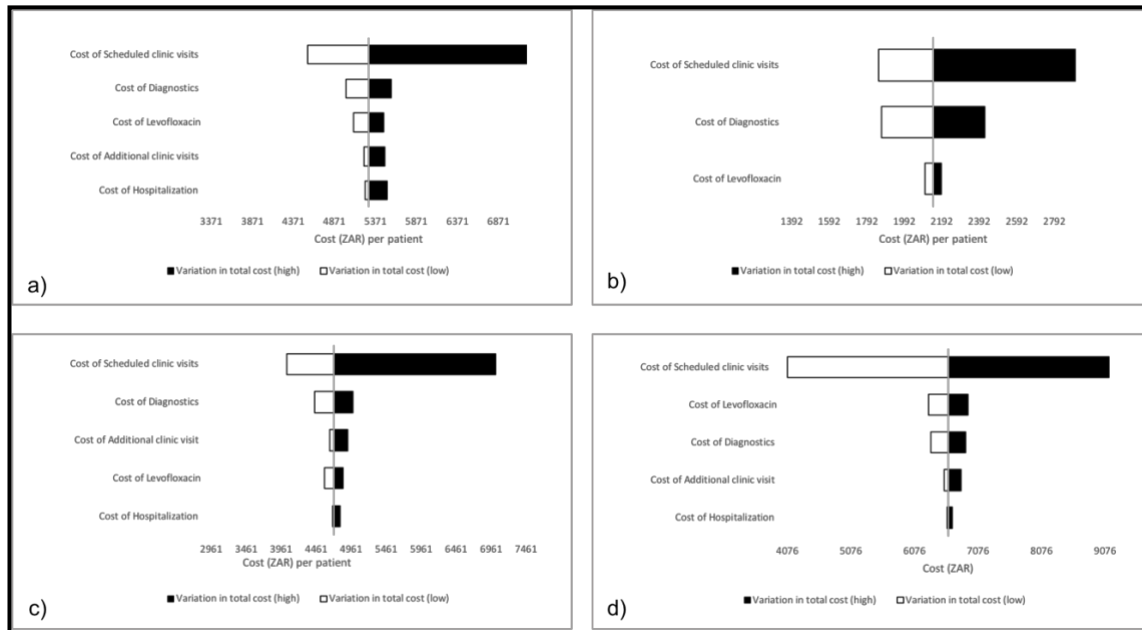 Cost of Scheduled clinic visits
Cost of Diagnostics
Cost of Levofloxacin
Cost of Additional clinic visits
Cost of Hospitalization
3371 3871 4371 4871 5371 5871 6371 6871
Cost (ZAR) per patient
Variation in total cost (high) Variation in total cost (low)
a)
Cost of Scheduled clinic visits
Cost of Diagnostics
Cost of Levofloxacin
1392 1592 1792 1992 2192 2392 2592 2792
Cost (ZAR) per patient
Variation in total cost (high) Variation in total cost (low)
b)
Cost of Scheduled clinic visits
Cost of Diagnostics
Cost of Additional clinic visit
Cost of Levofloxacin
Cost of Hospitalization
2961 3461 3961 4461 4961 5461 5961 6461 6961 7461
Cost (ZAR) per patient
Variation in total cost (high) Variation in total cost (low)
c)
Cost of Scheduled clinic visits
Cost of Levofloxacin
Cost of Diagnostics
Cost of Additional clinic visit
Cost of Hospitalization
4076 5076 6076 7076 8076 9076
Cost (ZAR)
Variation in total cost (high) Variation in total cost (low)
d)